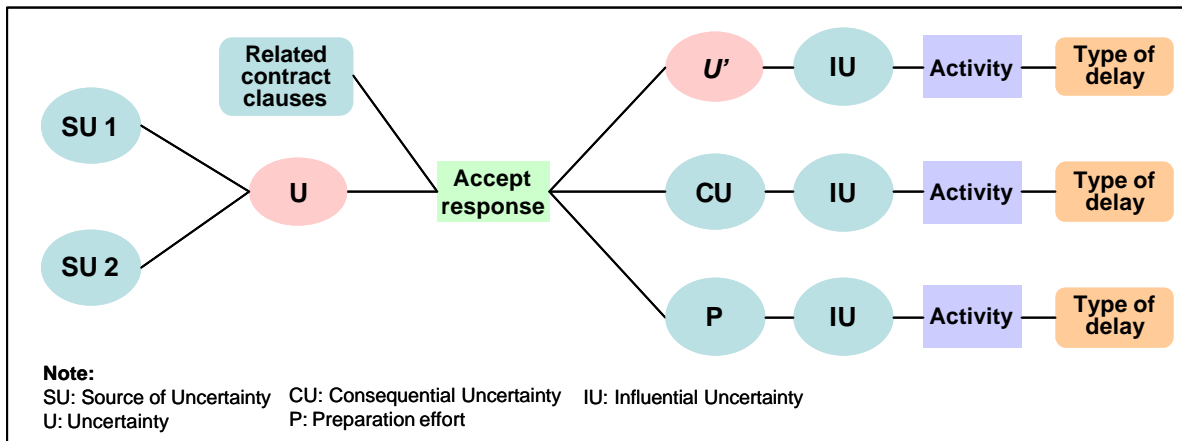 Related
contract
clauses
SU 1
SU 2
U
Accept
response
U’
IU
Activity
Type of
delay
CU
IU
Activity
Type of
delay
P
IU
Activity
Type of
delay
Note:
SU: Source of Uncertainty CU: Consequential Uncertainty IU: Influential Uncertainty
U: Uncertainty P: Preparation effort